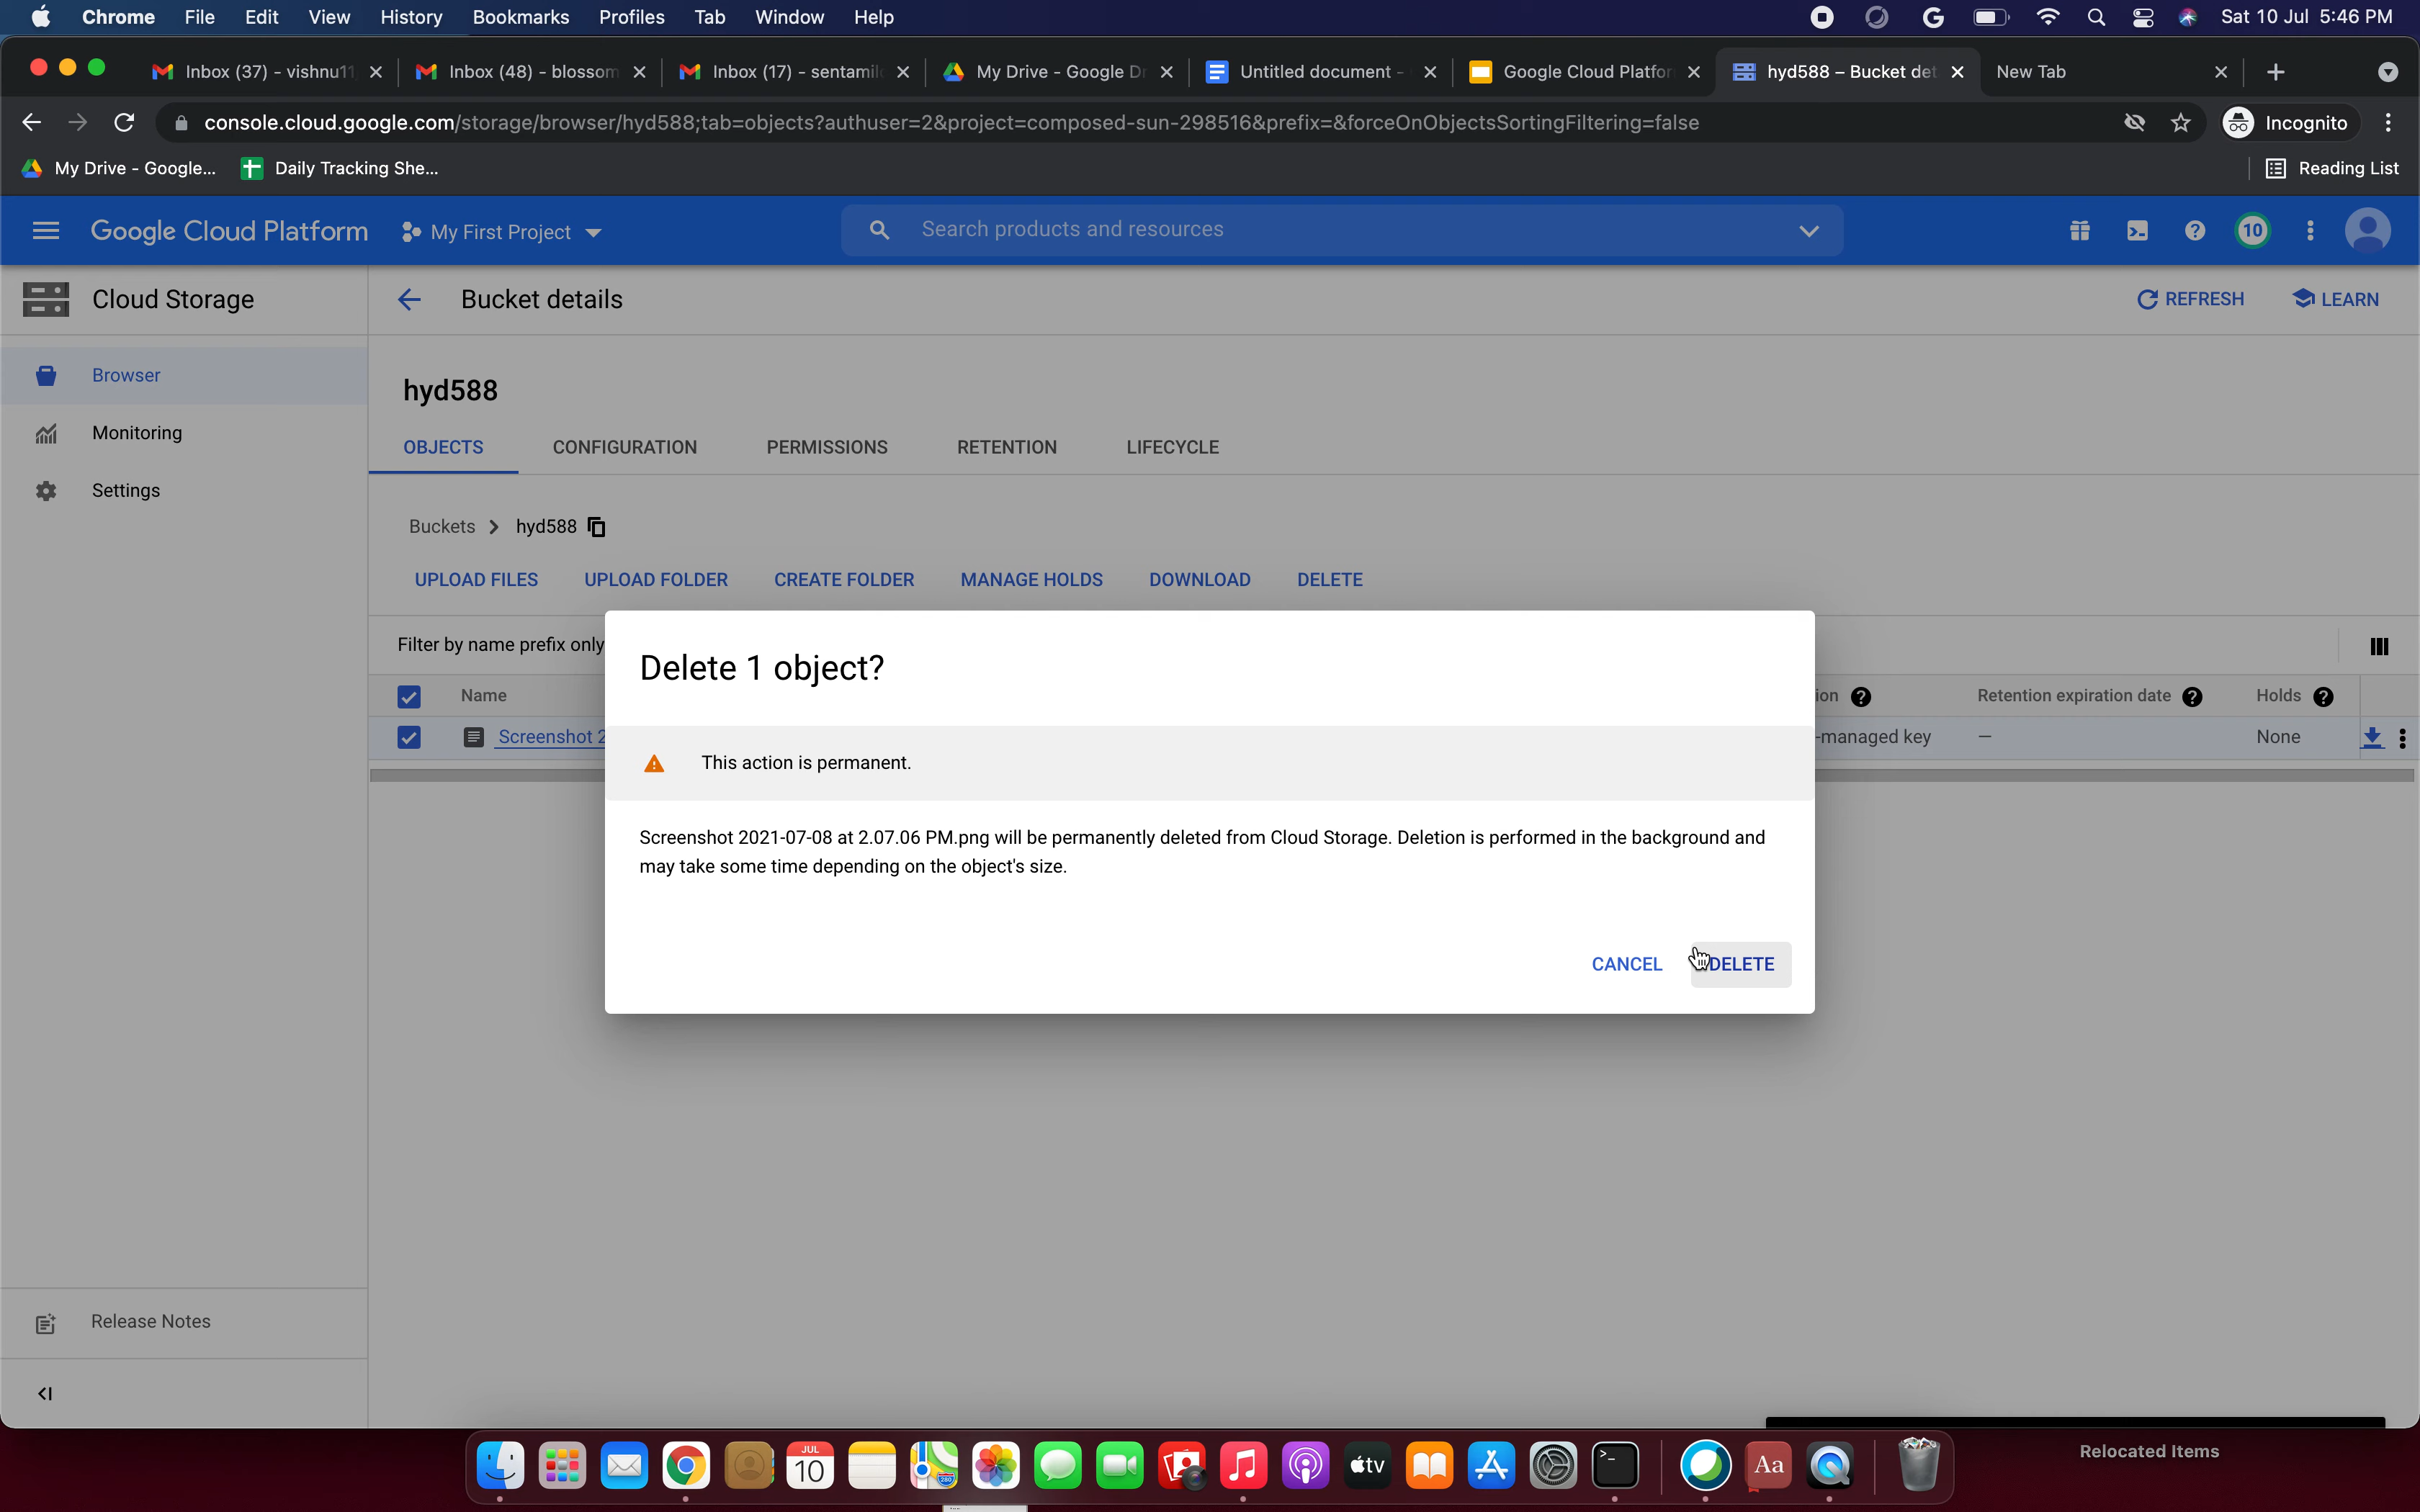 Chrome File Edit View History Bookmarks Profiles Tab Window Help Sat 10 Jul 5:46 PM
Inbox (37) - vishnu11 Inbox (48) - blossom Inbox (17) - sentamil My Drive - Google Dr Untitled document - Google Cloud Platfor hyd588 – Bucket det New Tab
console.cloud.google.com/storage/browser/hyd588;tab=objects?authuser=2&project=composed-sun-298516&prefix=&forceOnObjectsSortingFiltering=false Incognito
My Drive - Google... Daily Tracking She... Reading List
Google Cloud Platform My First Project Search products and resources 10
Cloud Storage Bucket details REFRESH LEARN
Browser
Monitoring
Settings
hyd588
OBJECTS CONFIGURATION PERMISSIONS RETENTION LIFECYCLE
Buckets > hyd588
UPLOAD FILES UPLOAD FOLDER CREATE FOLDER MANAGE HOLDS DOWNLOAD DELETE
Filter by name prefix only
Name ion Retention expiration date Holds
Screenshot 2 -managed key – None
Delete 1 object?
This action is permanent.
Screenshot 2021-07-08 at 2.07.06 PM.png will be permanently deleted from Cloud Storage. Deletion is performed in the background and
may take some time depending on the object's size.
CANCEL DELETE
Release Notes
JUL
10
tv
Aa
280
Relocated Items